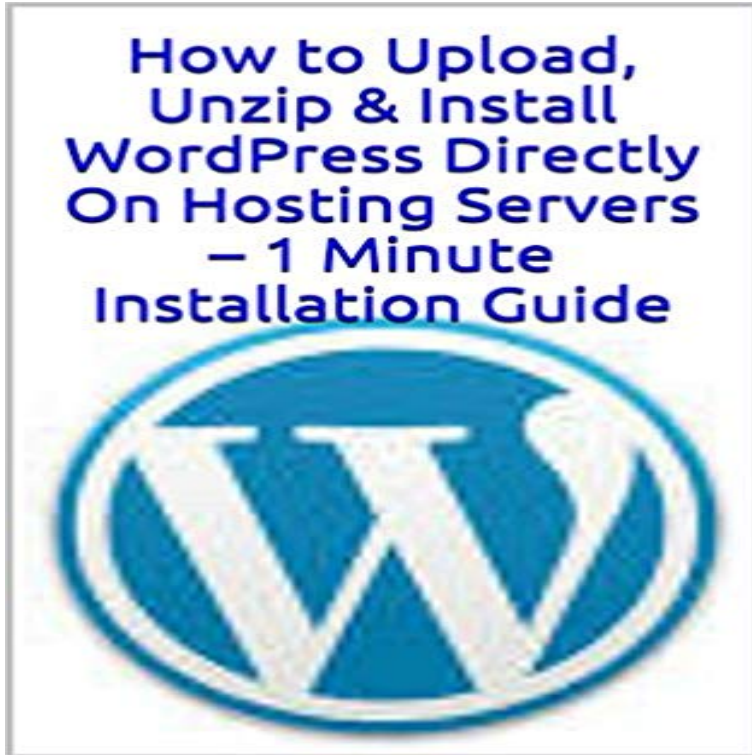 How to Upload,
Unzip & Install
WordPress Directly
On Hosting Servers
– 1 Minute
Installation Guide
W